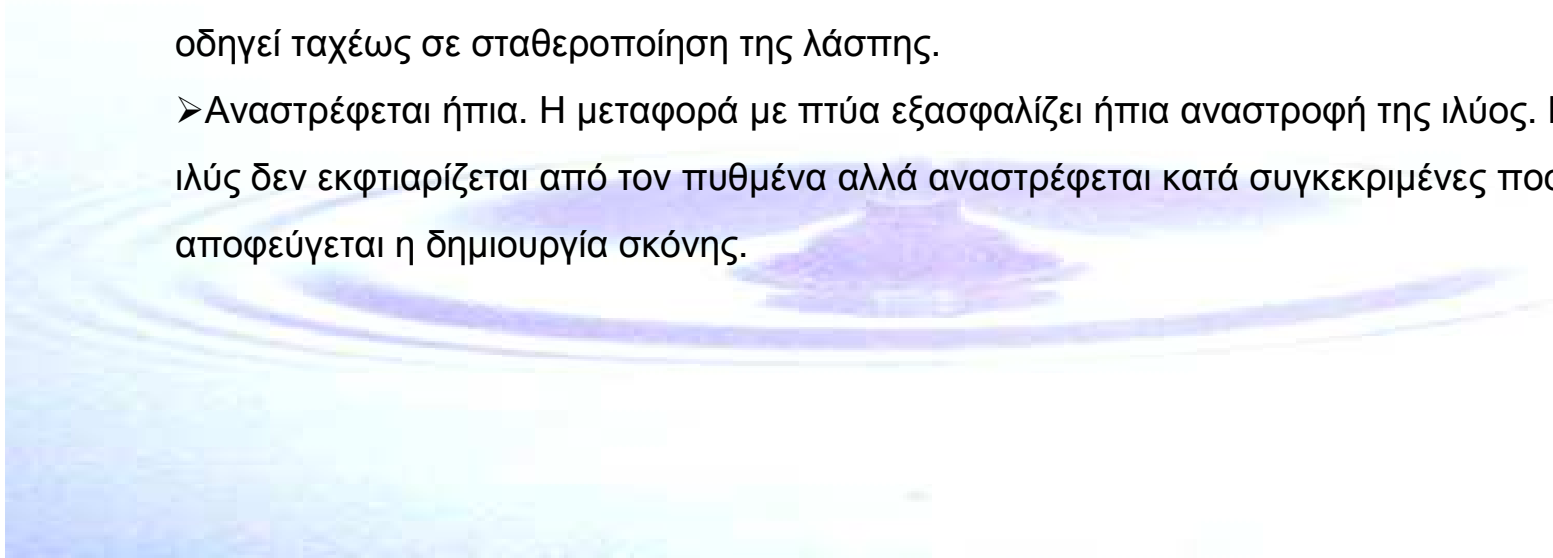 οδηγεί ταχέως σε σταθεροποίηση της λάσπης.
➢Αναστρέφεται ήπια. Η μεταφορά με πτύα εξασφαλίζει ήπια αναστροφή της ιλύος.
ιλύς δεν εκφτιαρίζεται από τον πυθμένα αλλά αναστρέφεται κατά συγκεκριμένες
αποφεύγεται η δημιουργία σκόνης.